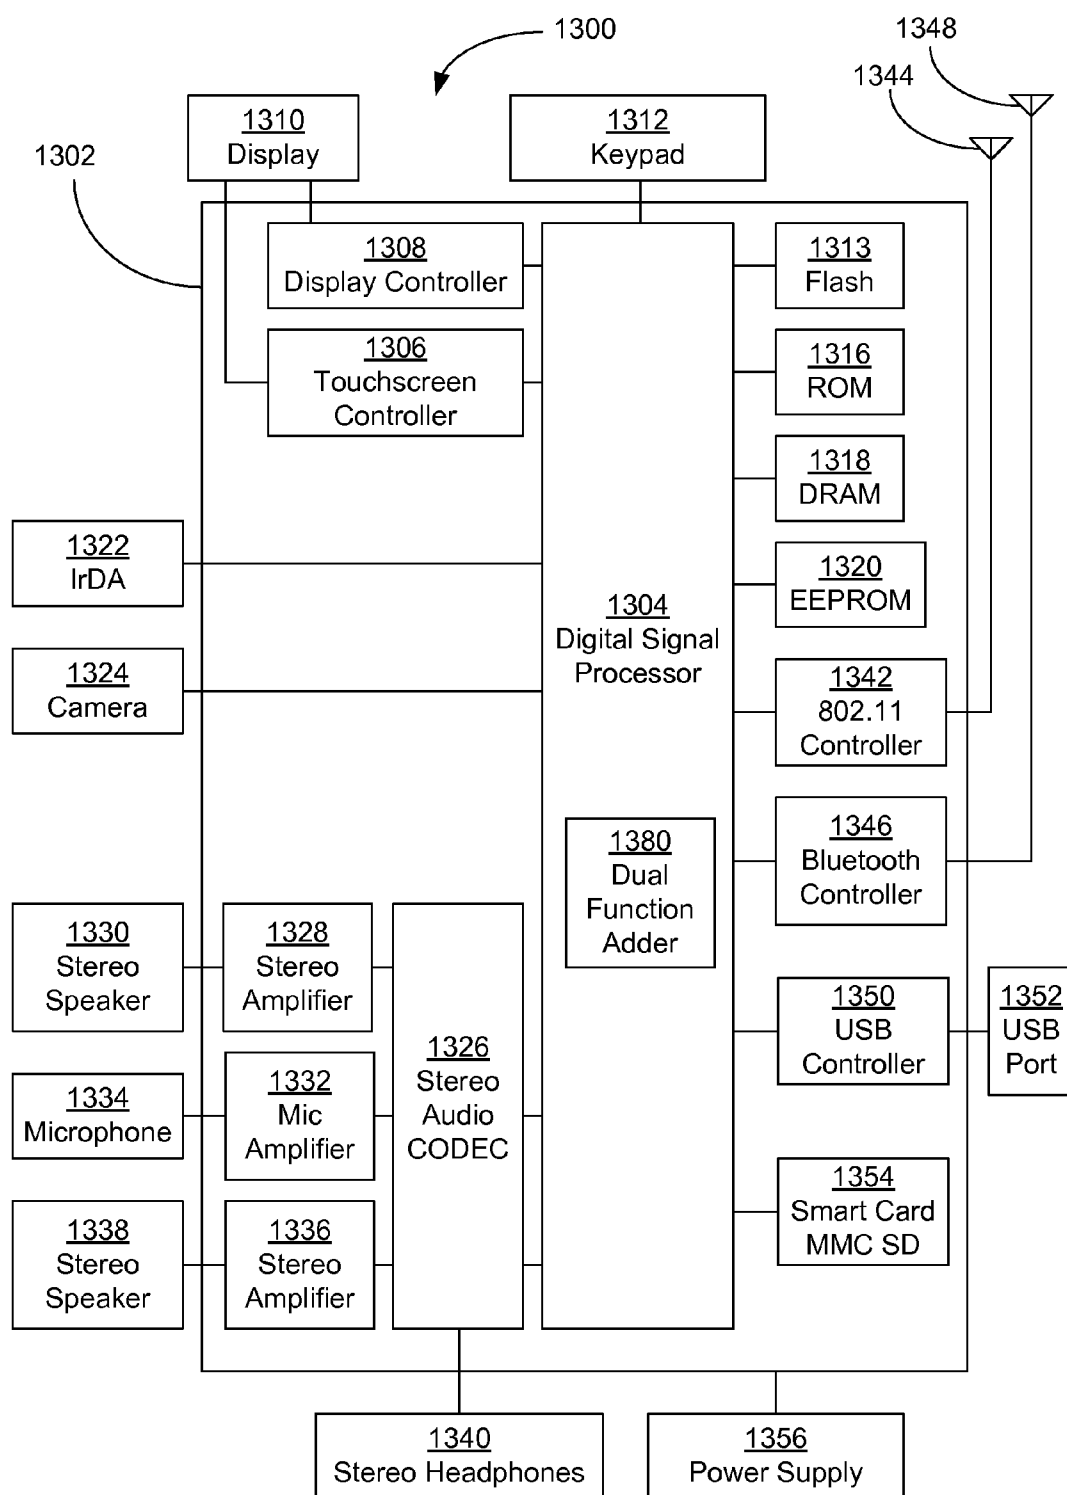 1300
1348
1344
1310
Display
1312
Keypad
1302
1308
Display Controller
1313
Flash
1306
Touchscreen
Controller
1316
ROM
1318
DRAM
1322
IrDA
1320
EEPROM
1304
Digital Signal
Processor
1324
Camera
1342
802.11
Controller
1380
Dual
Function
Adder
1346
Bluetooth
Controller
1330
Stereo
Speaker
1328
Stereo
Amplifier
1326
Stereo
Audio
CODEC
1350
USB
Controller
1352
USB
Port
1334
Microphone
1332
Mic
Amplifier
1354
Smart Card
MMC SD
1338
Stereo
Speaker
1336
Stereo
Amplifier
1340
Stereo Headphones
1356
Power Supply